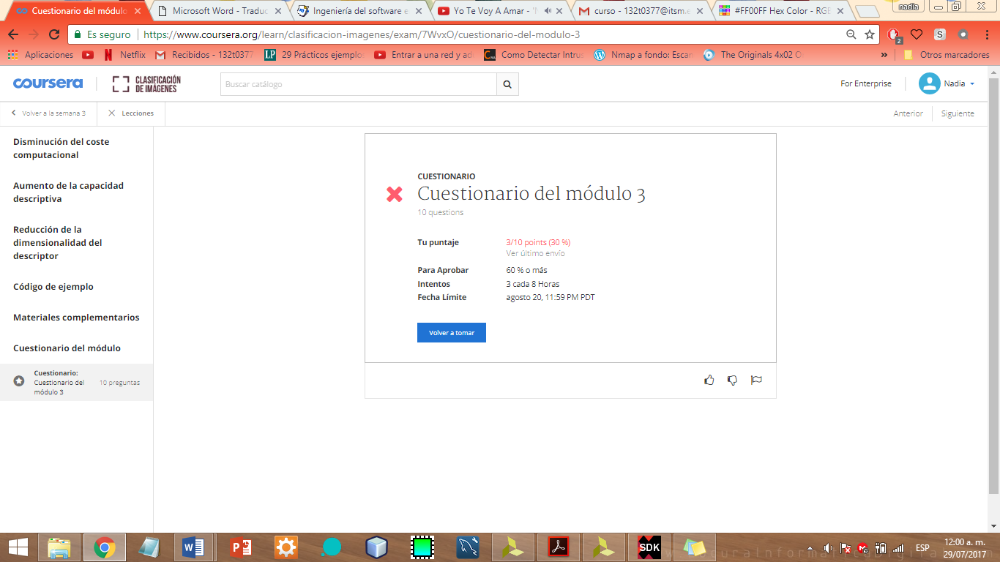 Cuestionario del módulo
Microsoft Word - Traduc
Ingeniería del software e
Yo Te Voy A Amar - 'N
curso - 132t0377@itsm.e
#FF00FF Hex Color - RGB
nadia
Es seguro
https://www.coursera.org/learn/clasificacion-imagenes/exam/7WvxO/cuestionario-del-modulo-3
2
Aplicaciones
Netflix
Recibidos - 132t0377
LP
29 Prácticos ejemplo
Entrar a una red y ad
Como Detectar Intrus
Nmap a fondo: Escan
The Originals 4x02 O
»
Otros marcadores
coursera
CLASIFICACIÓN
DE IMÁGENES
Buscar catálogo
For Enterprise
Nadia
Volver a la semana 3
Lecciones
Anterior
Siguiente
Disminución del coste
computacional
Aumento de la capacidad
descriptiva
Reducción de la
dimensionalidad del
descriptor
Código de ejemplo
Materiales complementarios
Cuestionario del módulo
Cuestionario:
Cuestionario del
módulo 3
10 preguntas
CUESTIONARIO
Cuestionario del módulo 3
10 questions
Tu puntaje
3/10 points (30 %)
Ver último envío
Para Aprobar
60 % o más
Intentos
3 cada 8 Horas
Fecha Límite
agosto 20, 11:59 PM PDT
Volver a tomar
SDK
ESP
12:00 a. m.
29/07/2017